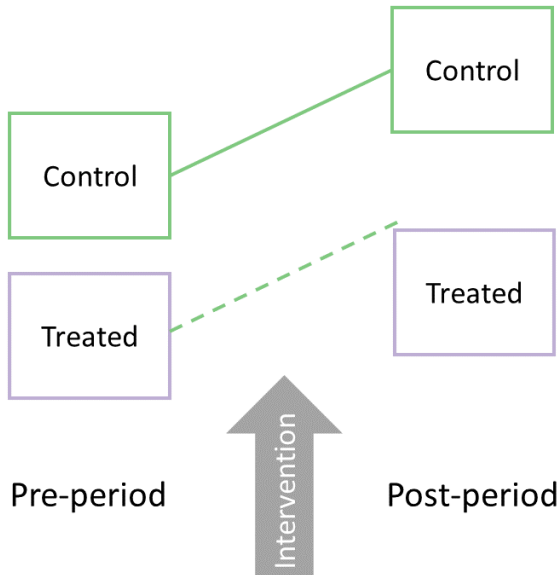 Control
Control
Treated
Treated
Intervention
Pre-period
Post-period